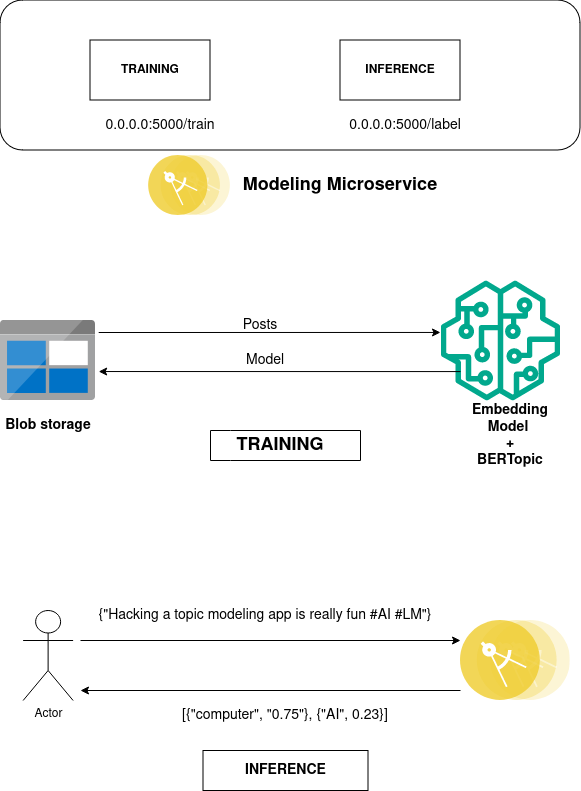 TRAINING
INFERENCE
0.0.0.0:5000/train
0.0.0.0:5000/label
Modeling Microservice
Posts
Model
Blob storage
Embedding
Model
+
BERTopic
TRAINING
{"Hacking a topic modeling app is really fun #AI #LM"}
Actor
[{"computer", "0.75"}, {"AI", 0.23}]
INFERENCE